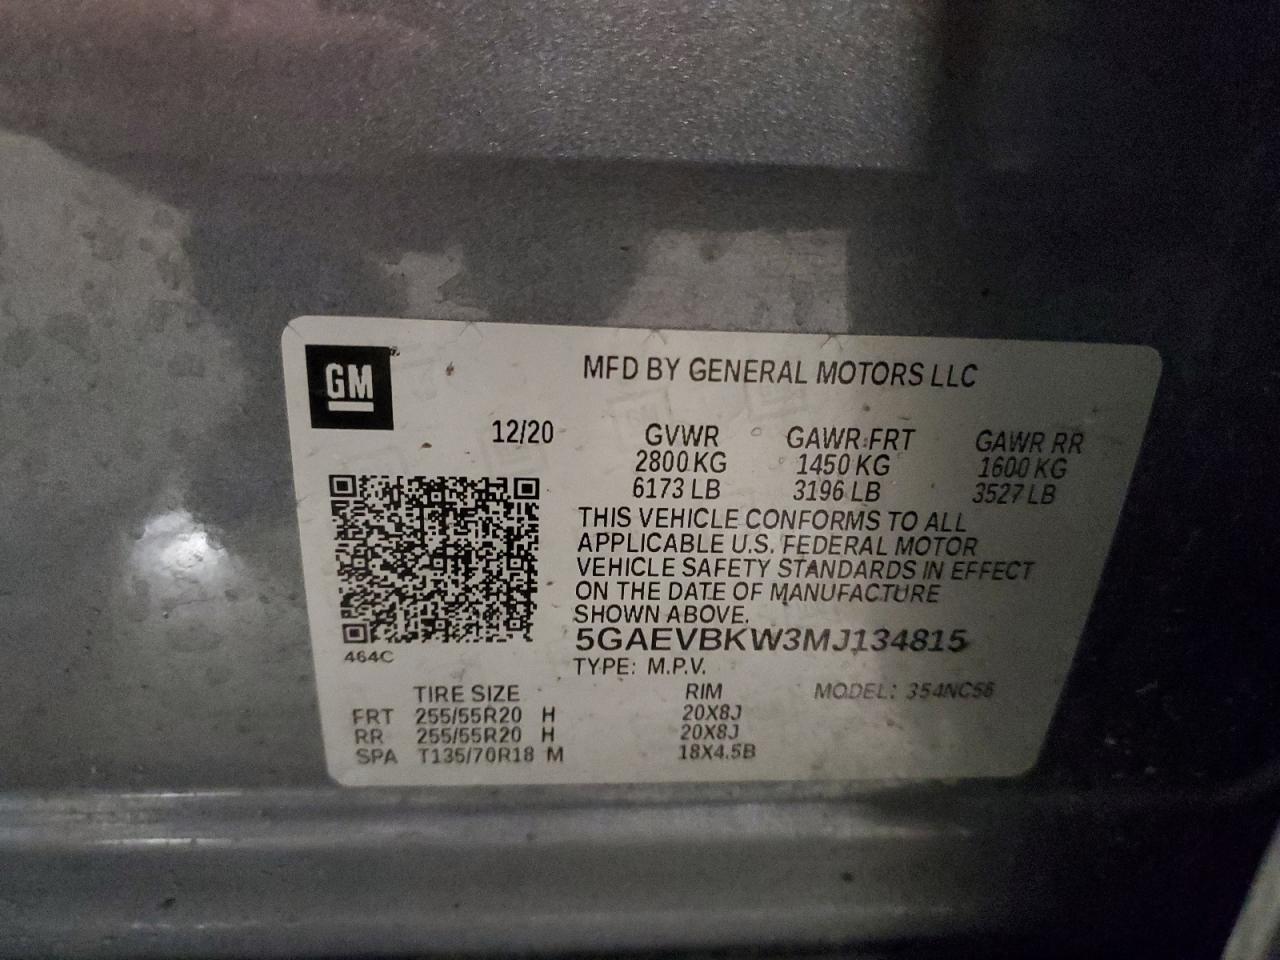 GM
MFD BY GENERAL MOTORS LLC
12/20 GVWR GAWR FRT GAWR RR
2800 KG 1450 KG 1600 KG
6173 LB 3196 LB 3527 LB
THIS VEHICLE CONFORMS TO ALL
APPLICABLE U.S. FEDERAL MOTOR
VEHICLE SAFETY STANDARDS IN EFFECT
ON THE DATE OF MANUFACTURE
SHOWN ABOVE.
5GAEVBKW3MJ134815
464C
TYPE: M.P.V.
TIRE SIZE RIM MODEL: 354NC56
FRT 255/55R20 H 20X8J
RR 255/55R20 H 20X8J
SPA T135/70R18 M 18X4.5B